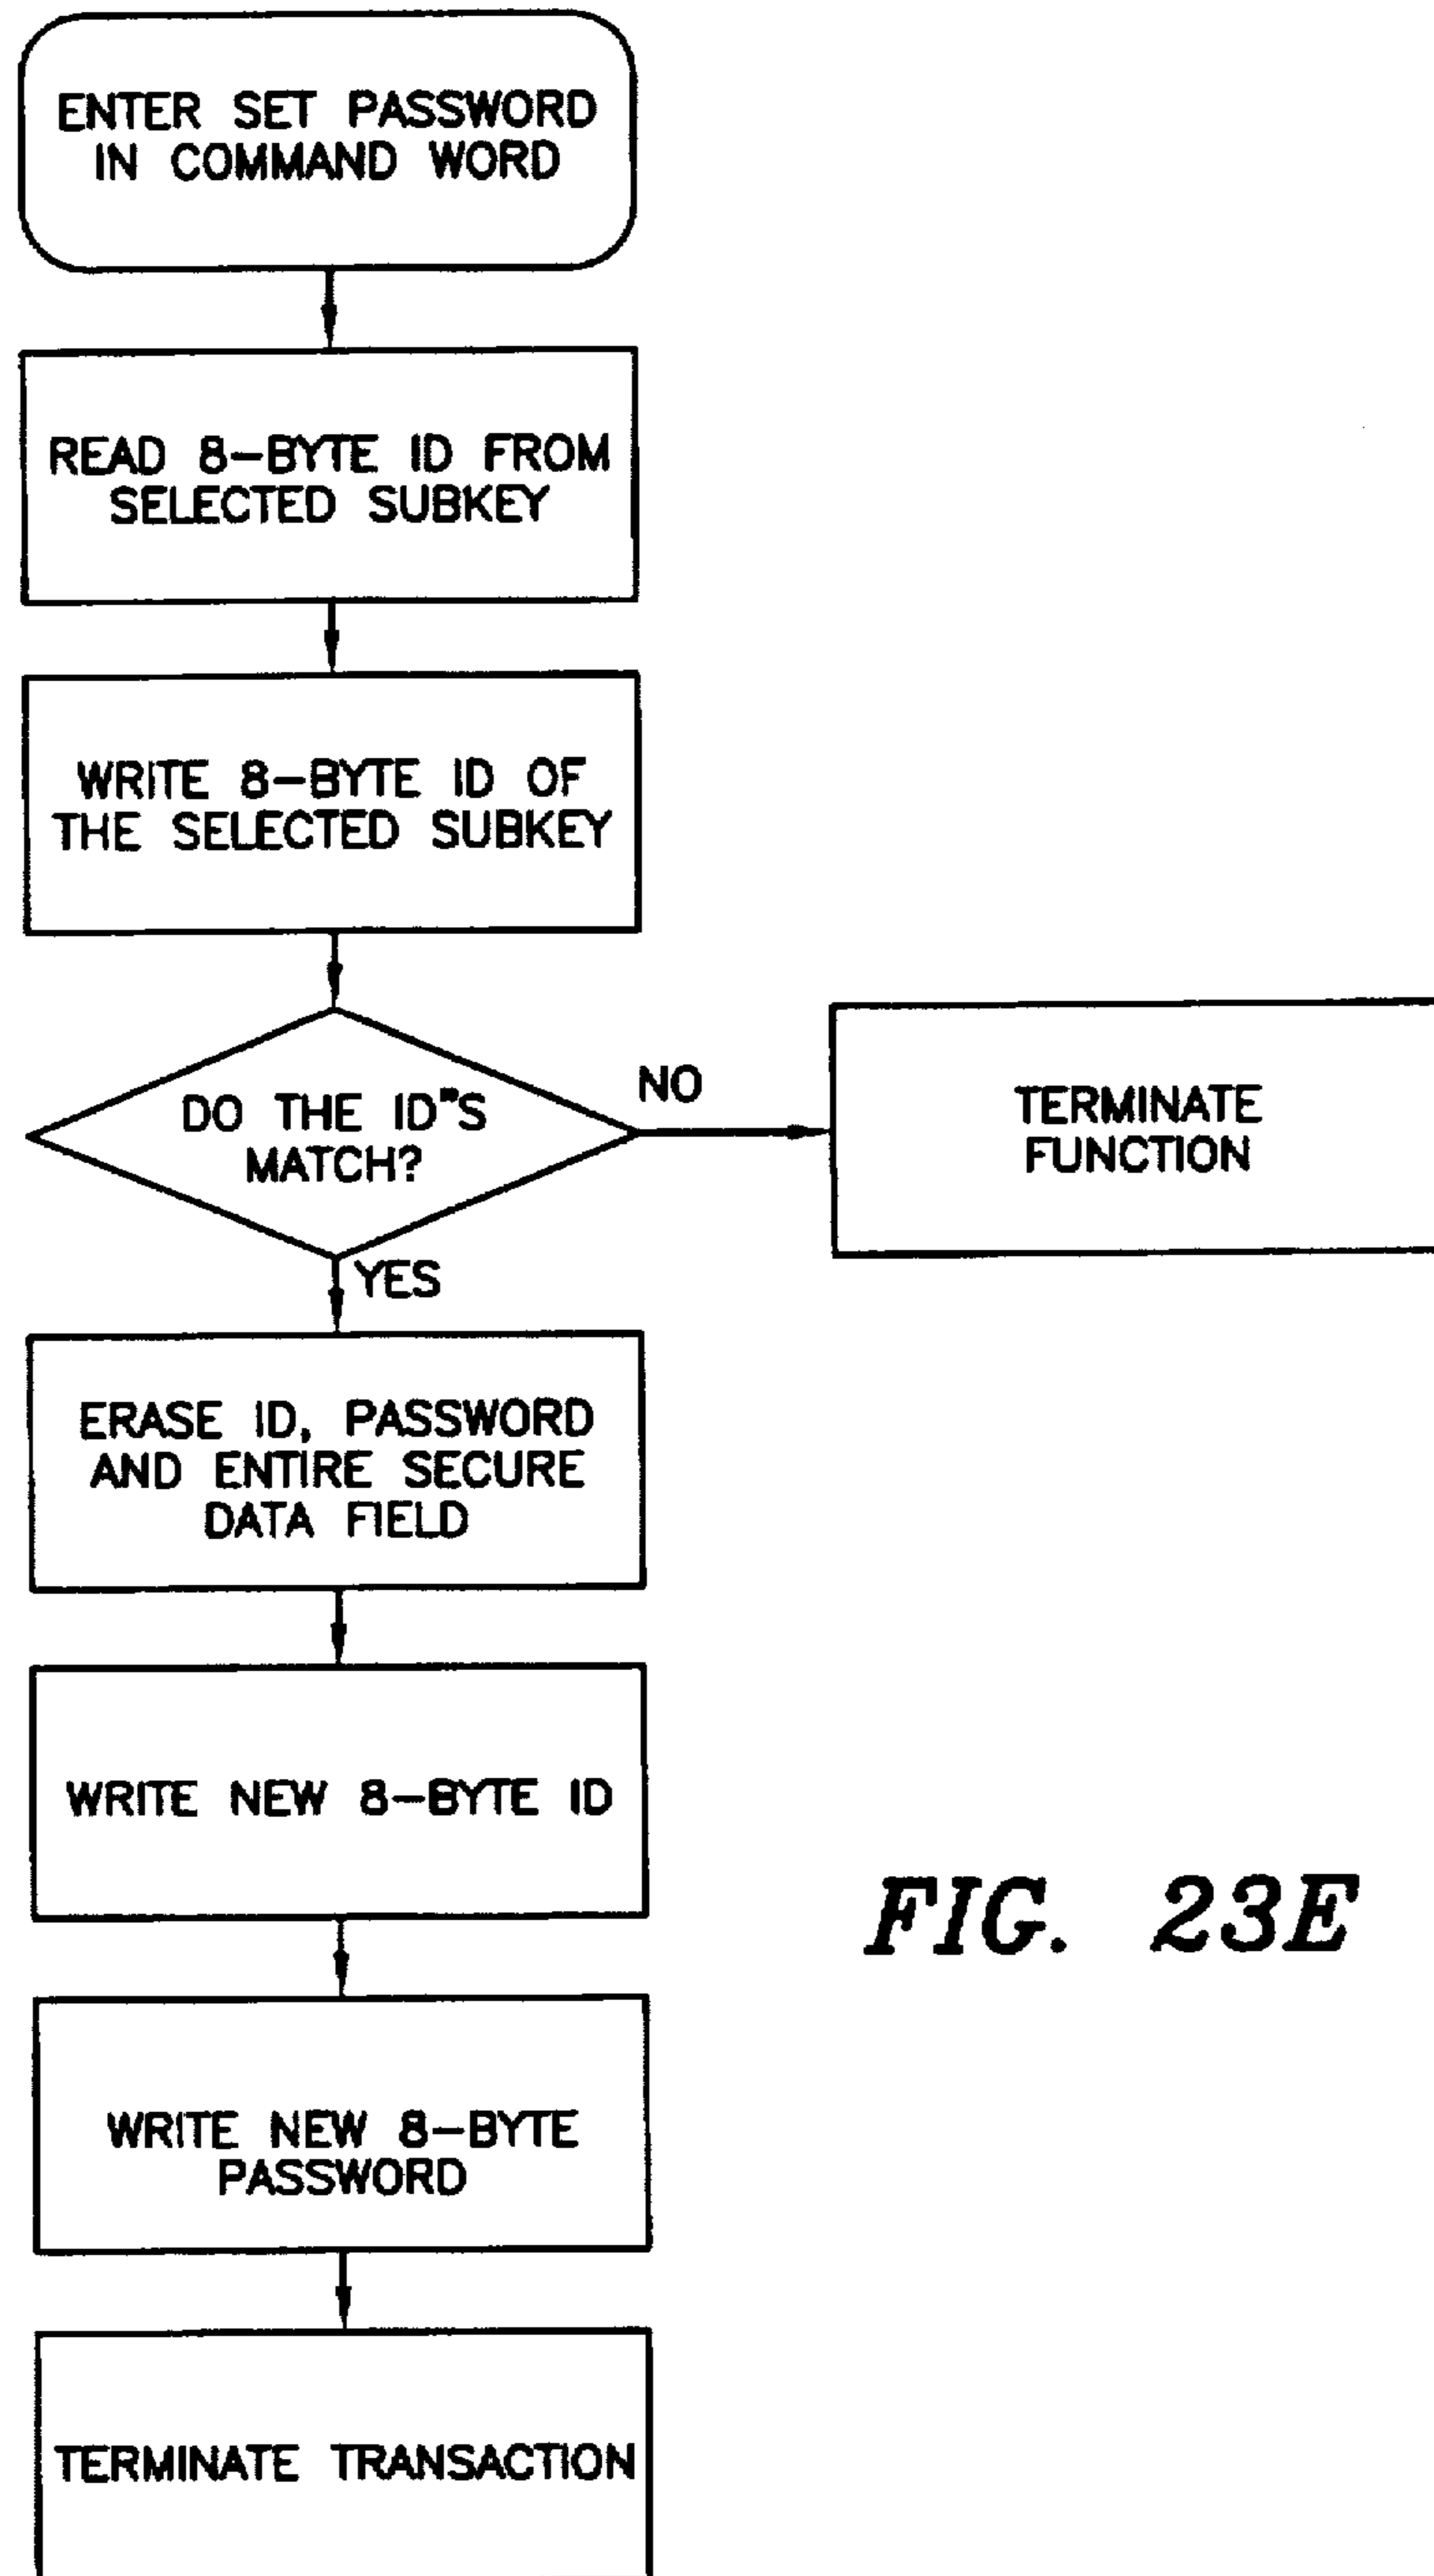 ENTER SET PASSWORD
IN COMMAND WORD
READ 8-BYTE ID FROM
SELECTED SUBKEY
WRITE 8-BYTE ID OF
THE SELECTED SUBKEY
DO THE ID"S
MATCH?
NO
TERMINATE
FUNCTION
YES
ERASE ID, PASSWORD
AND ENTIRE SECURE
DATA FIELD
WRITE NEW 8-BYTE ID
WRITE NEW 8-BYTE
PASSWORD
TERMINATE TRANSACTION
FIG. 23E